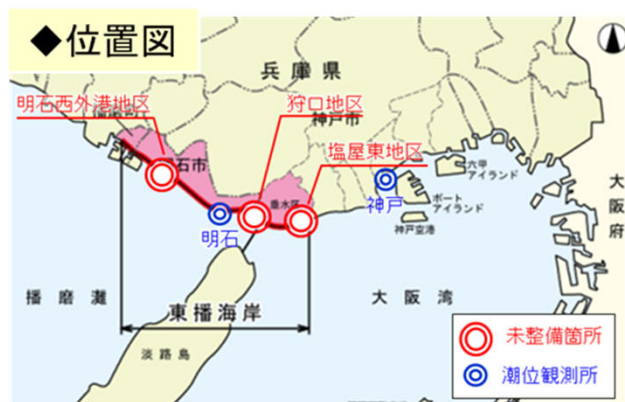 ◆位置図
兵庫県
明石西外港地区
狩口地区
神戸市
塩屋東地区
石市
垂水区
明石
神戸
六甲
アイランド
ポート
アイランド
神戸空港
大阪府
播磨灘
東播海岸
大阪湾
淡路島
未整備箇所
潮位観測所